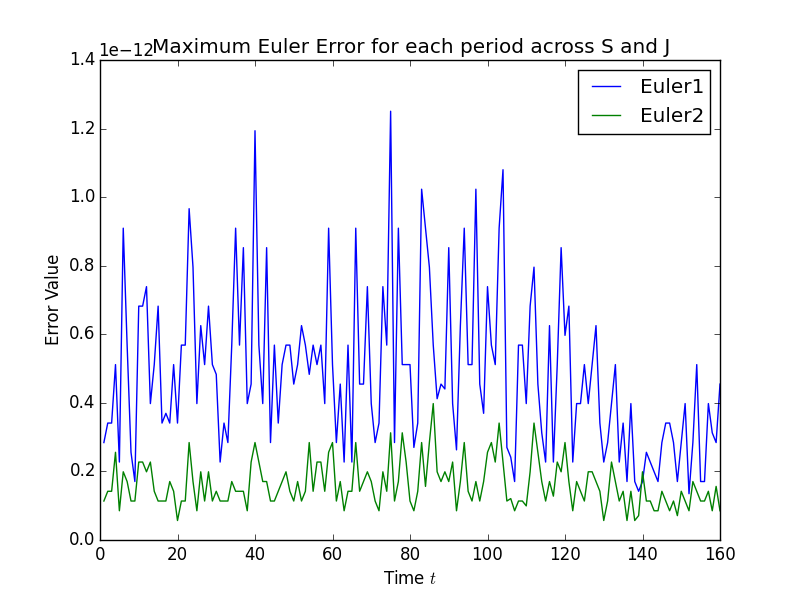 Maximum Euler Error for each period across S and J
1e−12
1.4
1.2
1.0
0.8
0.6
0.4
0.2
0.0
Error Value
Euler1
Euler2
0 20 40 60 80 100 120 140 160
Time t